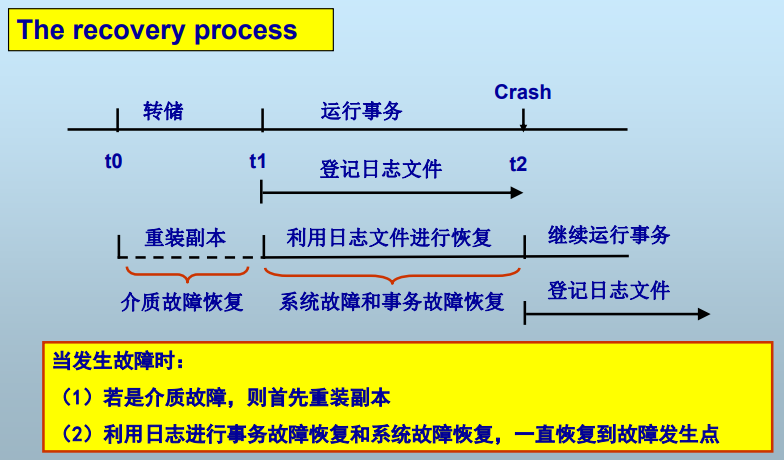 The recovery process
转储 运行事务 Crash
t0 t1 t2
登记日志文件
重装副本 利用日志文件进行恢复 继续运行事务
介质故障恢复 系统故障和事务故障恢复 登记日志文件
当发生故障时：
（1）若是介质故障，则首先重装副本
（2）利用日志进行事务故障恢复和系统故障恢复，一直恢复到故障发生点